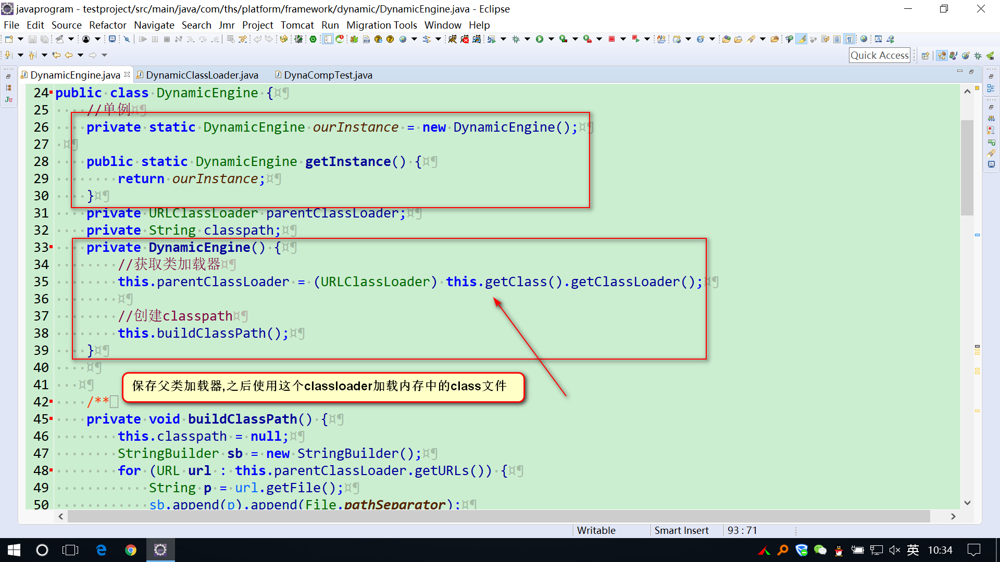 javaprogram - testproject/src/main/java/com/ths/platform/framework/dynamic/DynamicEngine.java - Eclipse
File Edit Source Refactor Navigate Search Jmr Project Tomcat Run Migration Tools Window Help
Quick Access
DynamicEngine.java DynamicClassLoader.java DynaCompTest.java
24 public class DynamicEngine {
25 //单例
26 private static DynamicEngine ourInstance = new DynamicEngine();
27
28 public static DynamicEngine getInstance() {
29 return ourInstance;
30 }
31 private URLClassLoader parentClassLoader;
32 private String classpath;
33 private DynamicEngine() {
34 //获取类加载器
35 this.parentClassLoader = (URLClassLoader) this.getClass().getClassLoader();
36
37 //创建classpath
38 this.buildClassPath();
39 }
40
41
保存父类加载器,之后使用这个classloader加载内存中的class文件
42 /**
45 private void buildClassPath() {
46 this.classpath = null;
47 StringBuilder sb = new StringBuilder();
48 for (URL url : this.parentClassLoader.getURLs()) {
49 String p = url.getFile();
50 sb.append(p).append(File.pathSeparator);
Writable Smart Insert 93 : 71
英 10:34